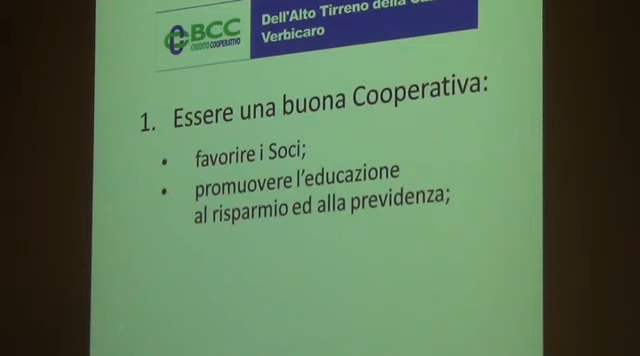 BCC
CREDITO COOPERATIVO
Dell'Alto Tirreno della
Verbicaro
1. Essere una buona Cooperativa:
• favorire i Soci;
• promuovere l'educazione
al risparmio ed alla previdenza;